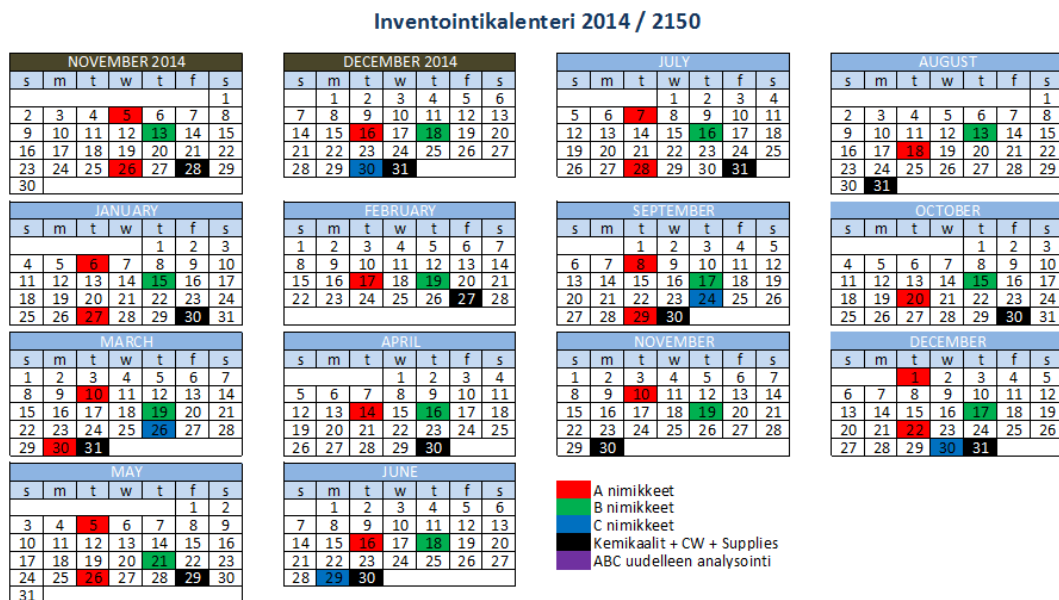 Inventointikalenteri 2014 / 2150
NOVEMBER 2014
s m t w t f s
1
2 3 4 5 6 7 8
9 10 11 12 13 14 15
16 17 18 19 20 21 22
23 24 25 26 27 28 29
30
DECEMBER 2014
s m t w t f s
1 2 3 4 5 6
7 8 9 10 11 12 13
14 15 16 17 18 19 20
21 22 23 24 25 26 27
28 29 30 31
JULY
s m t w t f s
1 2 3 4
5 6 7 8 9 10 11
12 13 14 15 16 17 18
19 20 21 22 23 24 25
26 27 28 29 30 31
AUGUST
s m t w t f s
1
2 3 4 5 6 7 8
9 10 11 12 13 14 15
16 17 18 19 20 21 22
23 24 25 26 27 28 29
30 31
JANUARY
s m t w t f s
1 2 3
4 5 6 7 8 9 10
11 12 13 14 15 16 17
18 19 20 21 22 23 24
25 26 27 28 29 30 31
FEBRUARY
s m t w t f s
1 2 3 4 5 6 7
8 9 10 11 12 13 14
15 16 17 18 19 20 21
22 23 24 25 26 27 28
SEPTEMBER
s m t w t f s
1 2 3 4 5
6 7 8 9 10 11 12
13 14 15 16 17 18 19
20 21 22 23 24 25 26
27 28 29 30
OCTOBER
s m t w t f s
1 2 3
4 5 6 7 8 9 10
11 12 13 14 15 16 17
18 19 20 21 22 23 24
25 26 27 28 29 30 31
MARCH
s m t w t f s
1 2 3 4 5 6 7
8 9 10 11 12 13 14
15 16 17 18 19 20 21
22 23 24 25 26 27 28
29 30 31
APRIL
s m t w t f s
1 2 3 4
5 6 7 8 9 10 11
12 13 14 15 16 17 18
19 20 21 22 23 24 25
26 27 28 29 30
NOVEMBER
s m t w t f s
1 2 3 4 5 6 7
8 9 10 11 12 13 14
15 16 17 18 19 20 21
22 23 24 25 26 27 28
29 30
DECEMBER
s m t w t f s
1 2 3 4 5
6 7 8 9 10 11 12
13 14 15 16 17 18 19
20 21 22 23 24 25 26
27 28 29 30 31
MAY
s m t w t f s
1 2
3 4 5 6 7 8 9
10 11 12 13 14 15 16
17 18 19 20 21 22 23
24 25 26 27 28 29 30
31
JUNE
s m t w t f s
1 2 3 4 5 6
7 8 9 10 11 12 13
14 15 16 17 18 19 20
21 22 23 24 25 26 27
28 29 30
A nimikkeet
B nimikkeet
C nimikkeet
Kemikaalit + CW + Supplies
ABC uudelleen analysointi